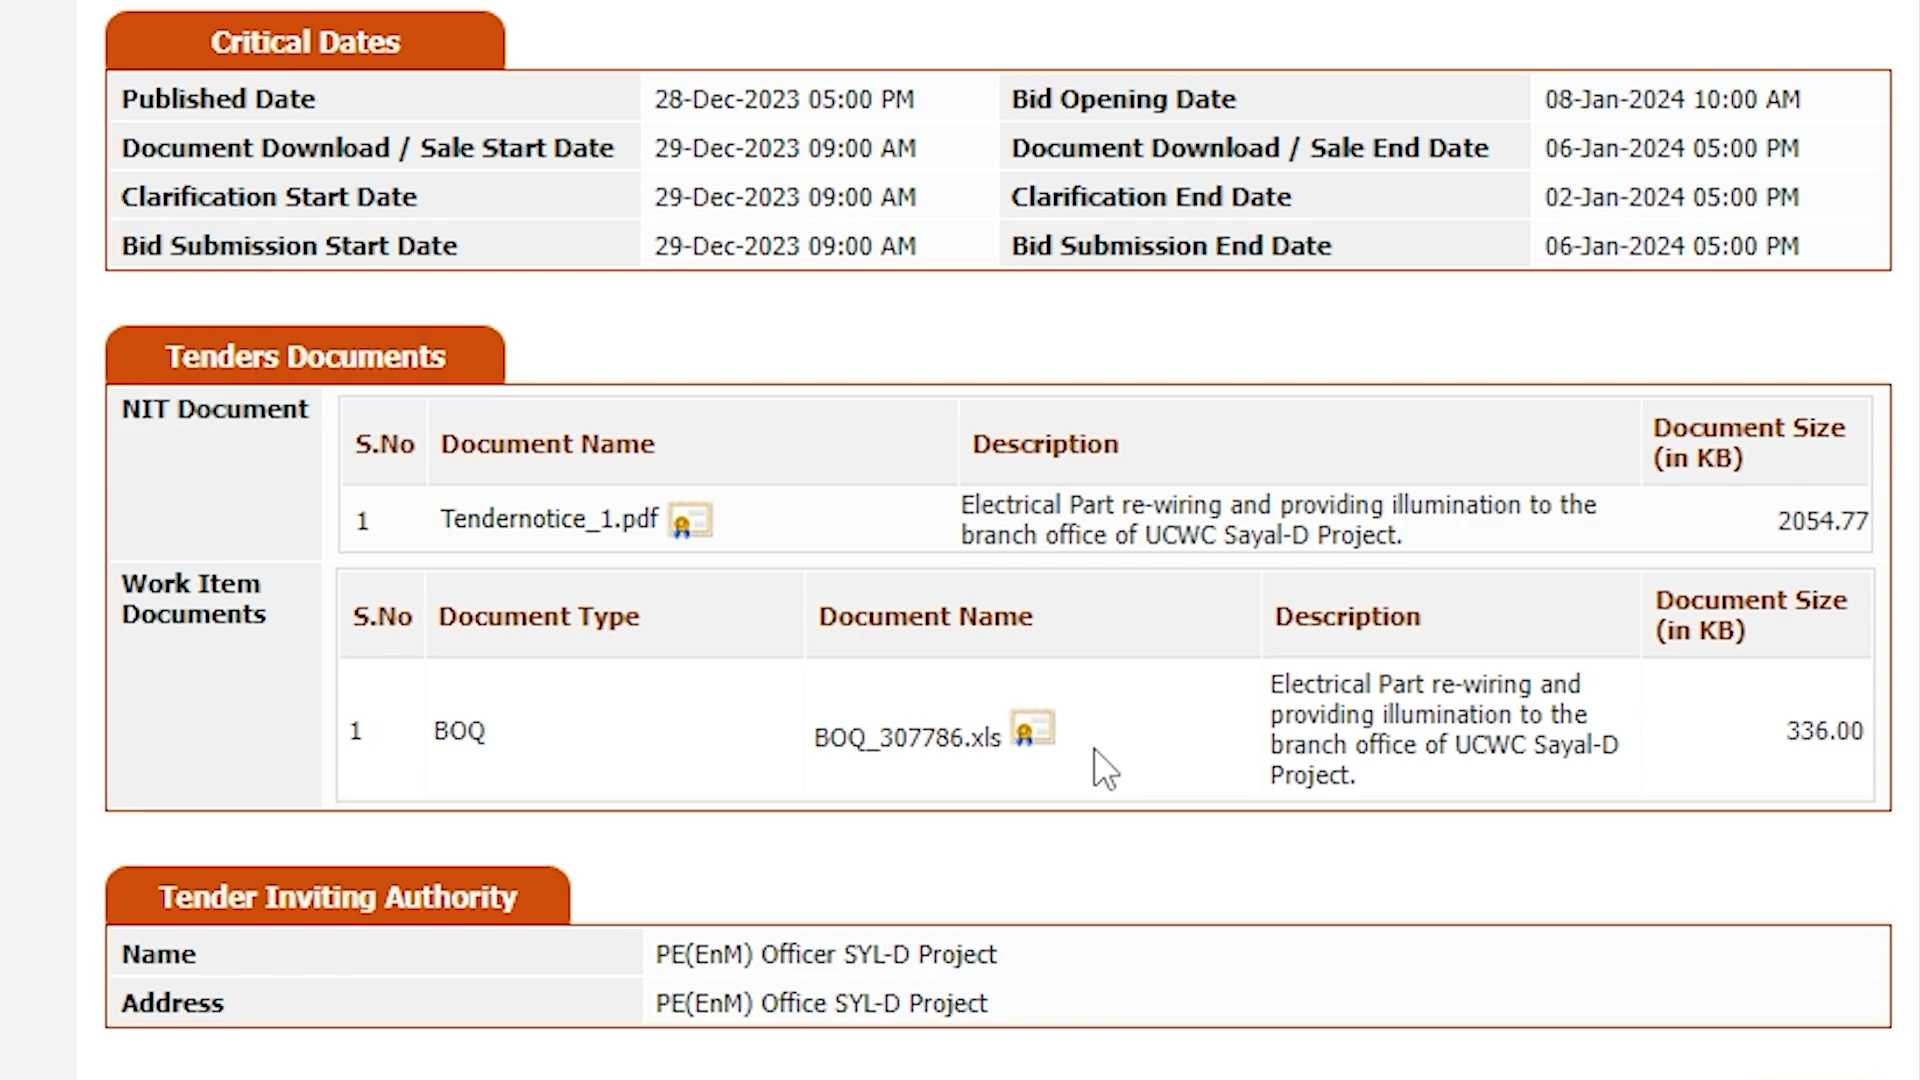 Critical Dates
Published Date 28-Dec-2023 05:00 PM Bid Opening Date 08-Jan-2024 10:00 AM
Document Download / Sale Start Date 29-Dec-2023 09:00 AM Document Download / Sale End Date 06-Jan-2024 05:00 PM
Clarification Start Date 29-Dec-2023 09:00 AM Clarification End Date 02-Jan-2024 05:00 PM
Bid Submission Start Date 29-Dec-2023 09:00 AM Bid Submission End Date 06-Jan-2024 05:00 PM
Tenders Documents
NIT Document
S.No Document Name Description Document Size
(in KB)
1 Tendernotice_1.pdf Electrical Part re-wiring and providing illumination to the
branch office of UCWC Sayal-D Project. 2054.77
Work Item
Documents
S.No Document Type Document Name Description Document Size
(in KB)
1 BOQ BOQ_307786.xls Electrical Part re-wiring and
providing illumination to the
branch office of UCWC Sayal-D
Project. 336.00
Tender Inviting Authority
Name PE(EnM) Officer SYL-D Project
Address PE(EnM) Office SYL-D Project